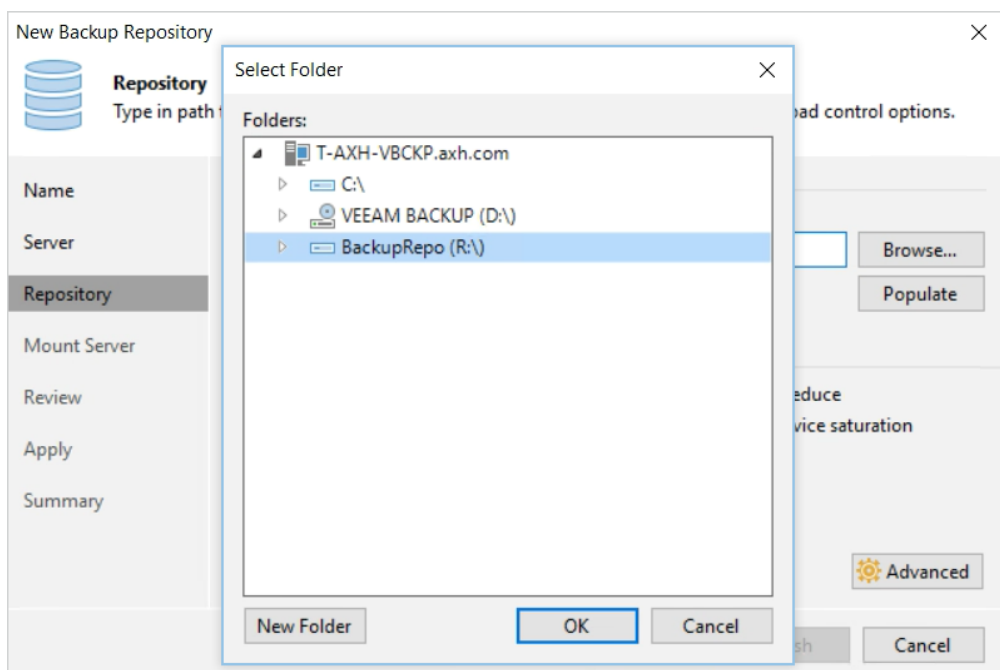 New Backup Repository
Repository
Type in path
oad control options.
Name
Server
Repository
Mount Server
Review
Apply
Summary
Select Folder
Folders:
T-AXH-VBCKP.axh.com
C:\
VEEAM BACKUP (D:\)
BackupRepo (R:\)
New Folder
OK
Cancel
Browse...
Populate
educe
vice saturation
Advanced
sh
Cancel